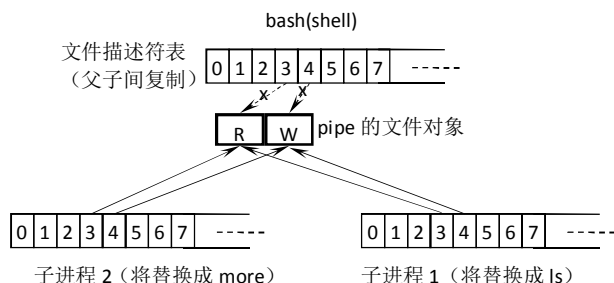 bash(shell)
文件描述符表
（父子间复制）
0 1 2 3 4 5 6 7
x x
R W
pipe 的文件对象
0 1 2 3 4 5 6 7
0 1 2 3 4 5 6 7
子进程 2（将替换成 more）
子进程 1（将替换成 ls）